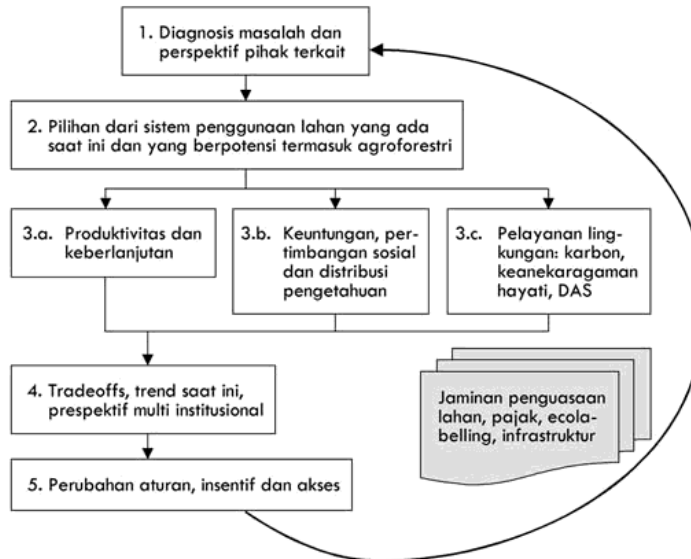 1. Diagnosis masalah dan
perspektif pihak terkait
2. Pilihan dari sistem penggunaan lahan yang ada
saat ini dan yang berpotensi termasuk agroforestri
3.a. Produktivitas dan
keberlanjutan
3.b. Keuntungan, per-
timbangan sosial
dan distribusi
pengetahuan
3.c. Pelayanan ling-
kungan: karbon,
keanekaragaman
hayati, DAS
4. Tradeoffs, trend saat ini,
prespektif multi institusional
Jaminan penguasaan
lahan, pajak, ecola-
belling, infrastruktur
5. Perubahan aturan, insentif dan akses